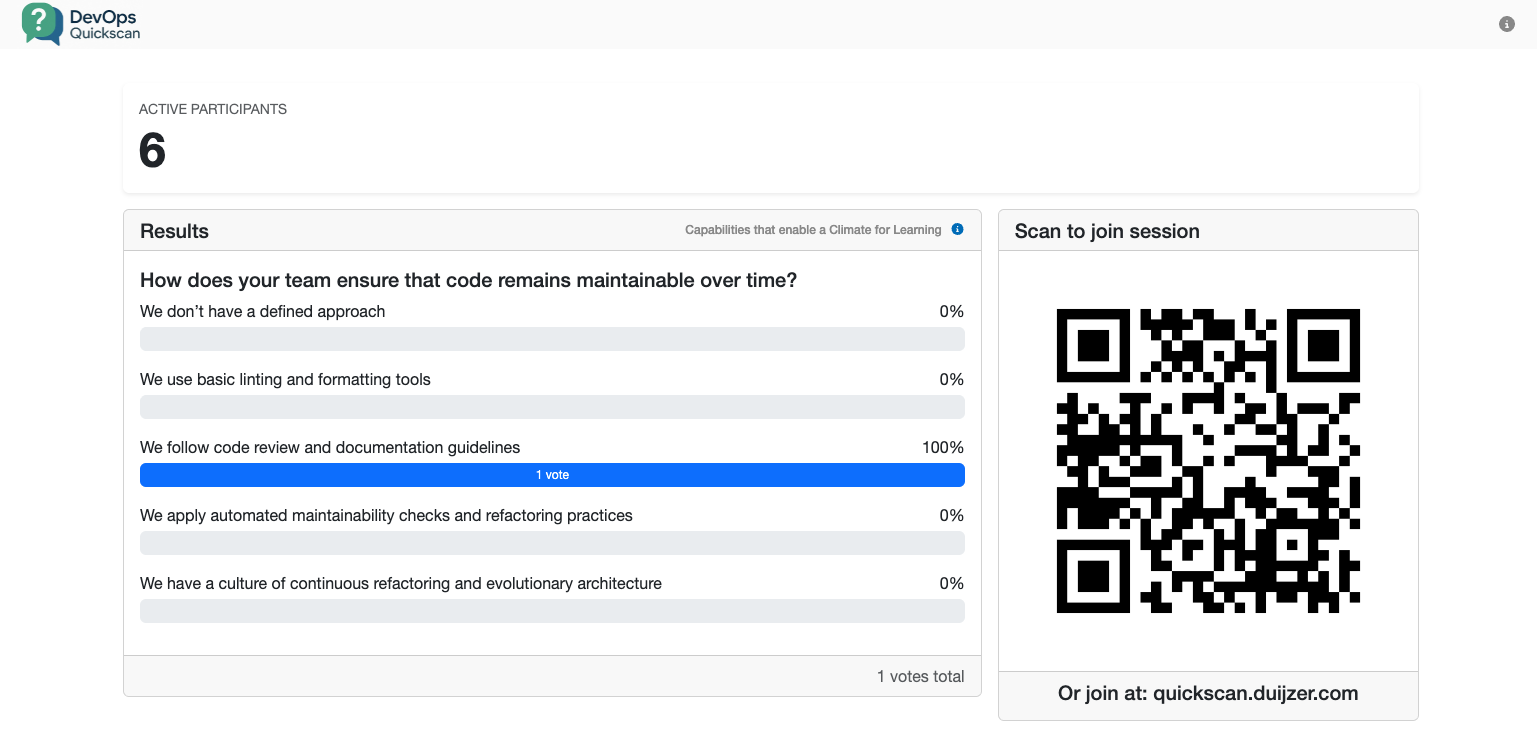 ?
DevOps
Quickscan
ACTIVE PARTICIPANTS
6
Results
Capabilities that enable a Climate for Learning
How does your team ensure that code remains maintainable over time?
We don’t have a defined approach 0%
We use basic linting and formatting tools 0%
We follow code review and documentation guidelines 100%
1 vote
We apply automated maintainability checks and refactoring practices 0%
We have a culture of continuous refactoring and evolutionary architecture 0%
1 votes total
Scan to join session
Or join at: quickscan.duijzer.com